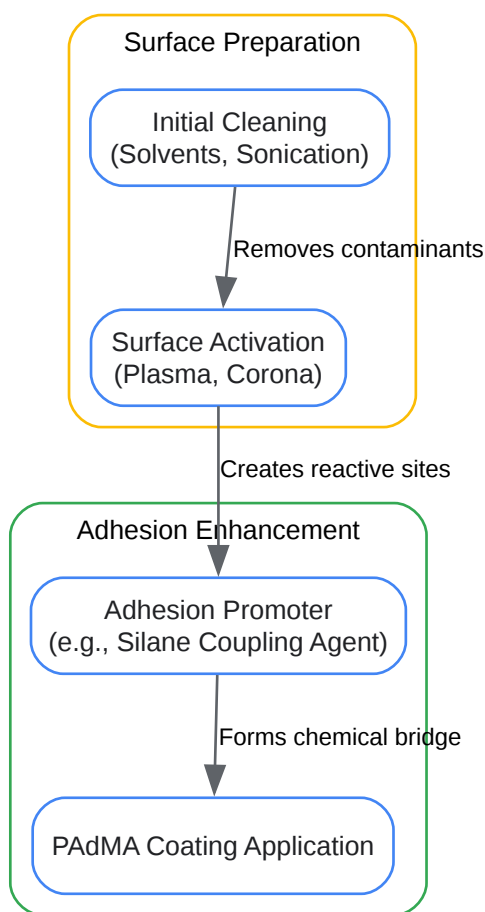 Surface Preparation
Initial Cleaning
(Solvents, Sonication)
Removes contaminants
Surface Activation
(Plasma, Corona)
Creates reactive sites
Adhesion Enhancement
Adhesion Promoter
(e.g., Silane Coupling Agent)
Forms chemical bridge
PAdMA Coating Application